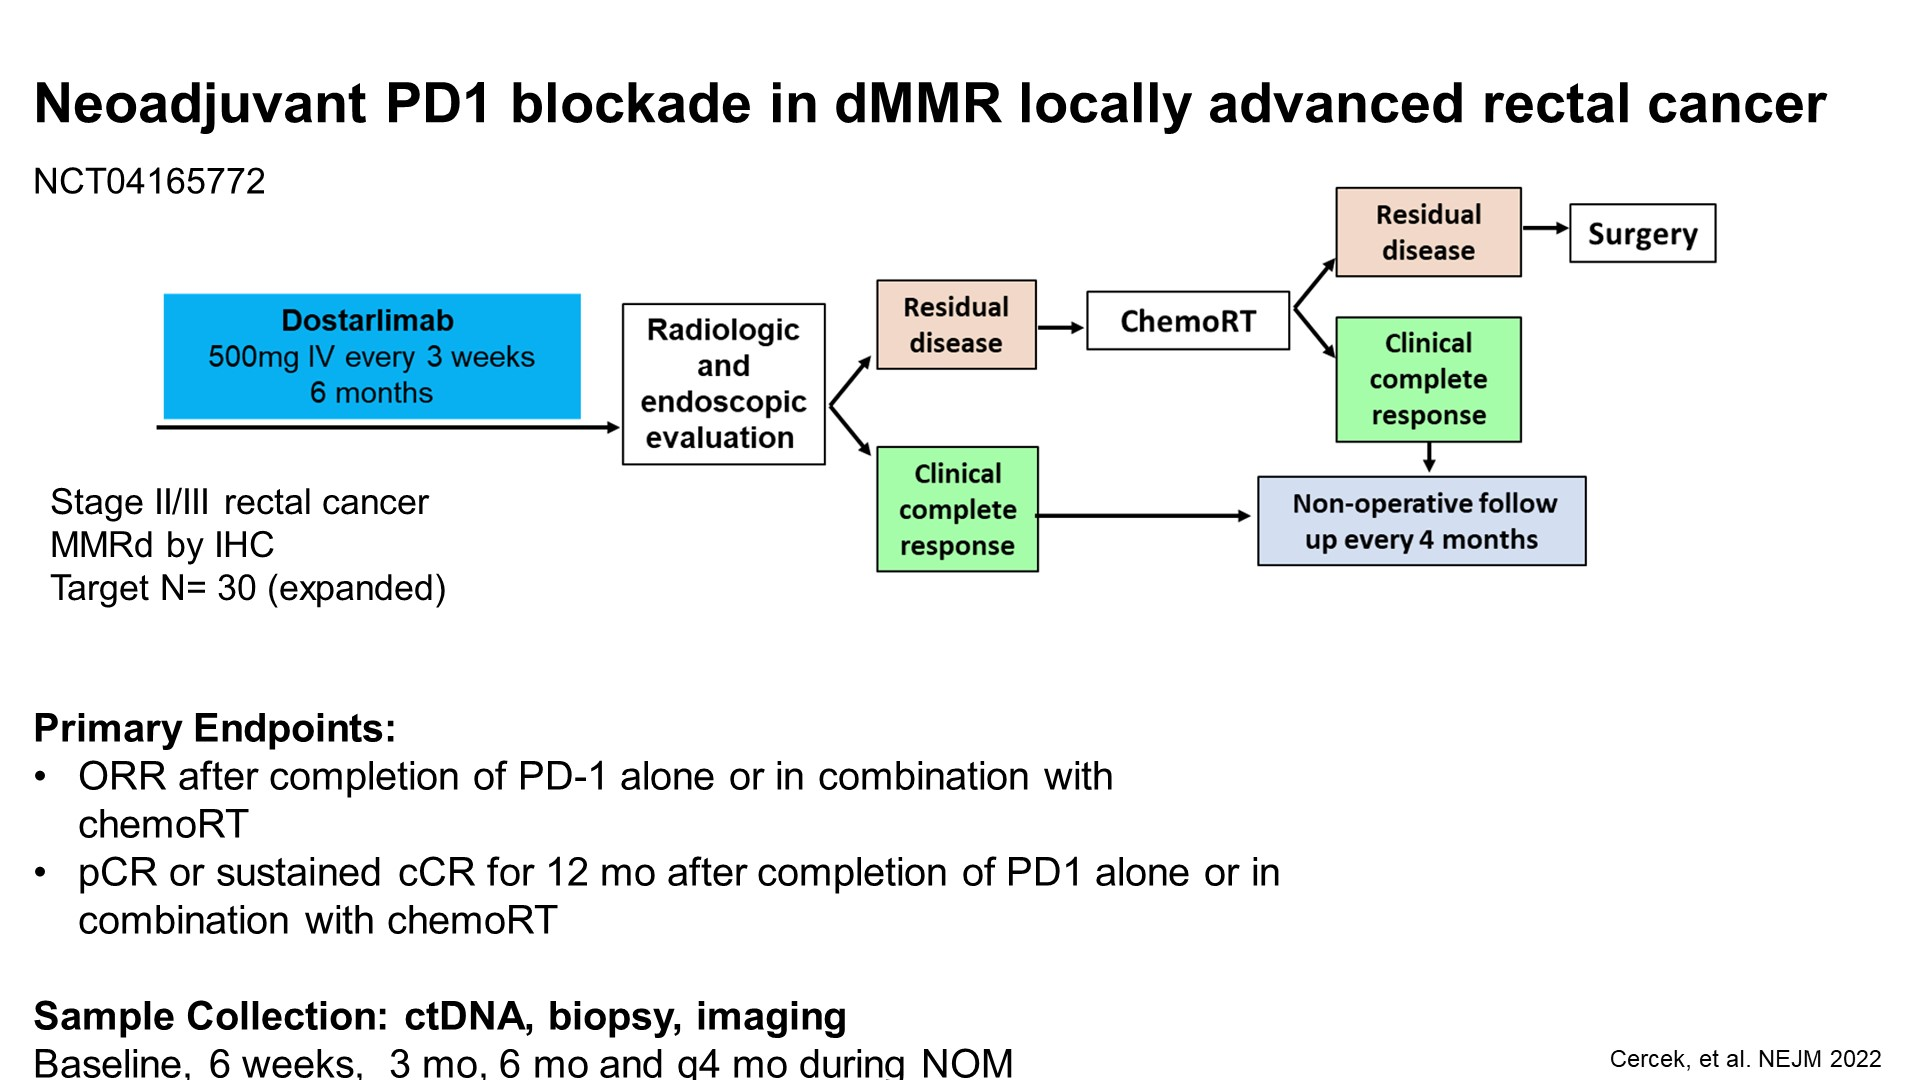 Neoadjuvant PD1 blockade in dMMR locally advanced rectal cancer
NCT04165772
Dostarlimab
500mg IV every 3 weeks
6 months
Radiologic
and
endoscopic
evaluation
Residual
disease
ChemoRT
Residual
disease
Surgery
Clinical
complete
response
Clinical
complete
response
Non-operative follow
up every 4 months
Stage II/III rectal cancer
MMRd by IHC
Target N= 30 (expanded)
Primary Endpoints:
• ORR after completion of PD-1 alone or in combination with
chemoRT
• pCR or sustained cCR for 12 mo after completion of PD1 alone or in
combination with chemoRT
Sample Collection: ctDNA, biopsy, imaging
Baseline, 6 weeks, 3 mo, 6 mo and q4 mo during NOM
Cercek, et al. NEJM 2022